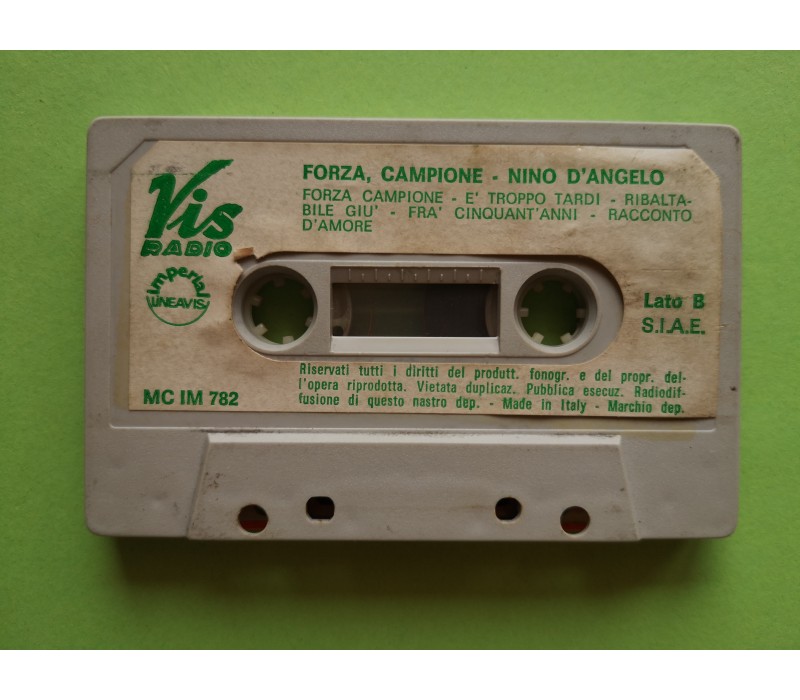 Vis
RADIO
imperial
LINEAVIS
MC IM 782
FORZA, CAMPIONE - NINO D'ANGELO
FORZA CAMPIONE - E' TROPPO TARDI - RIBALTA-
BILE GIU' - FRA' CINQUANT'ANNI - RACCONTO
D'AMORE
Lato B
S.I.A.E.
Riservati tutti i diritti del produtt. fonogr. e del propr. del-
l'opera riprodotta. Vietata duplicaz. Pubblica esecuz. Radiodif-
fusione di questo nastro dep. - Made in Italy - Marchio dep.